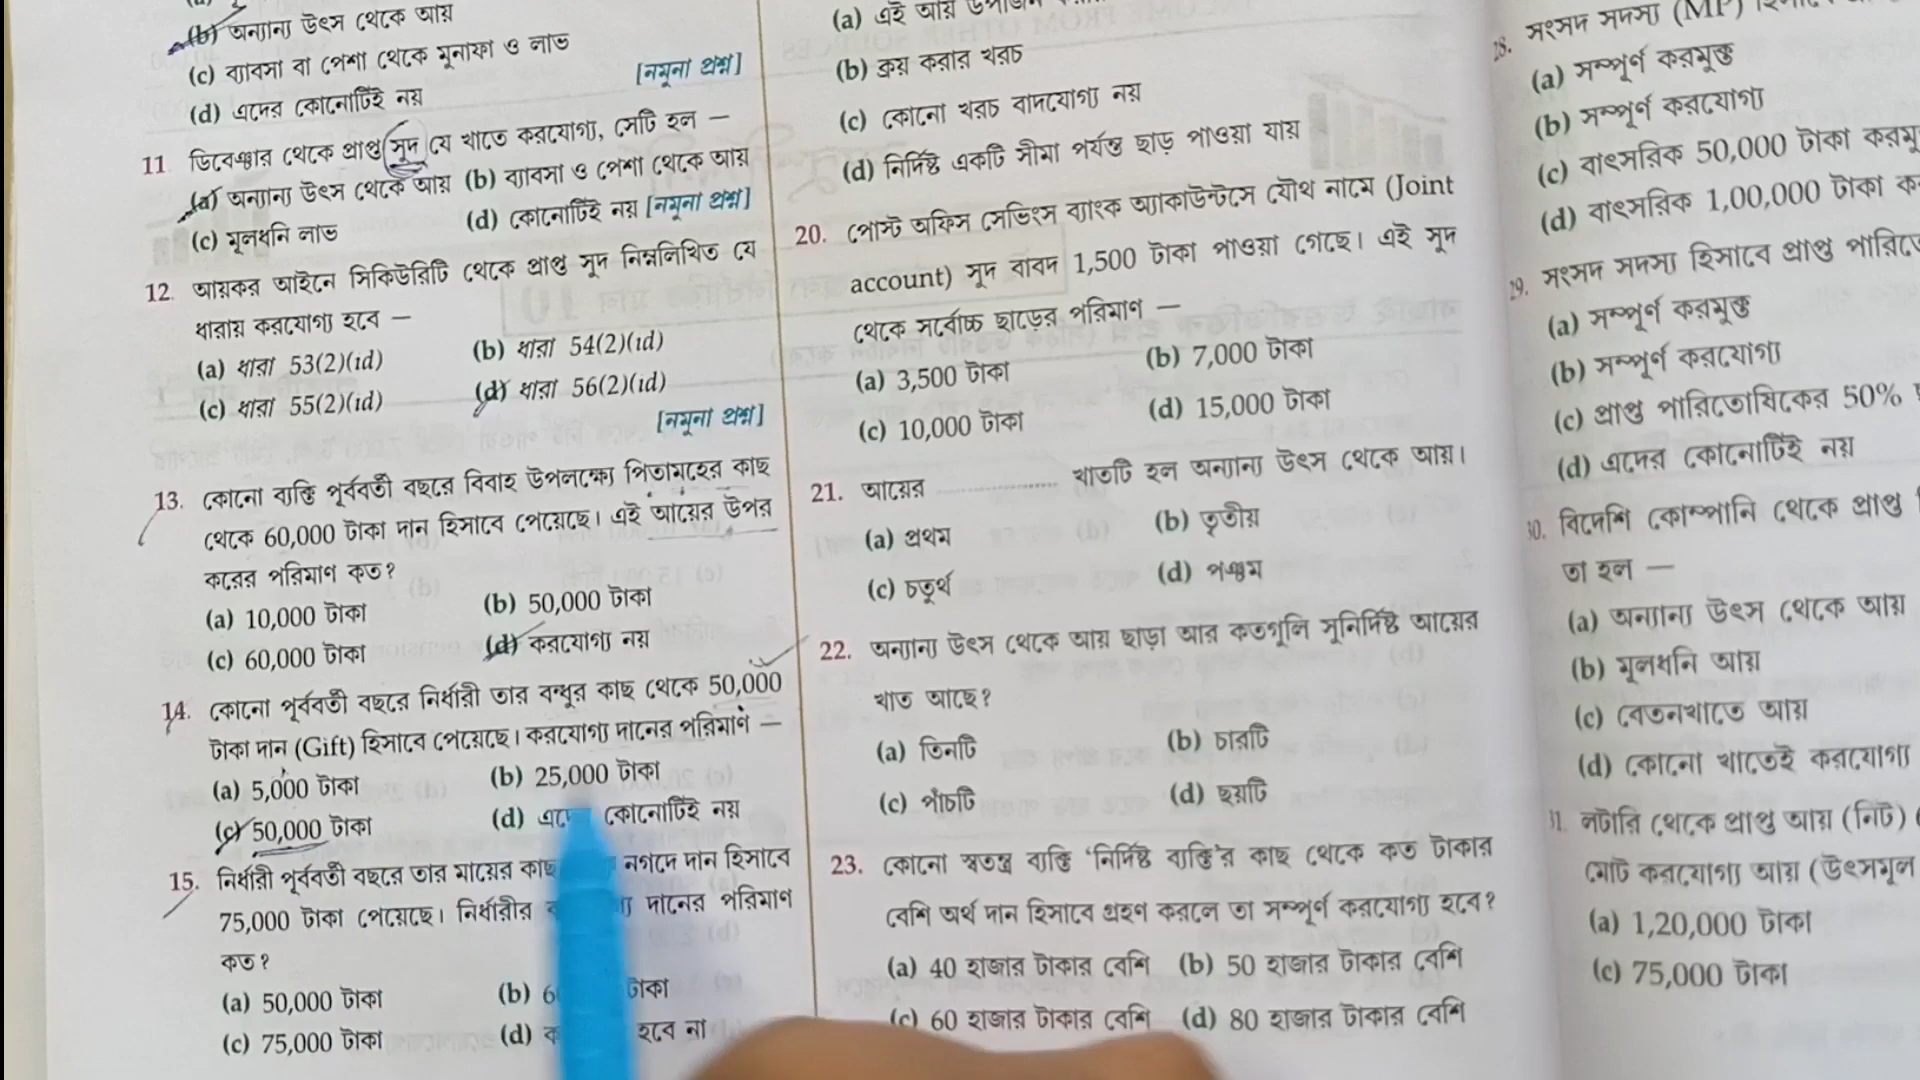 (b) অন্যান্য উৎস থেকে আয়
(c) ব্যাবসা বা পেশা থেকে মুনাফা ও লাভ
(d) এদের কোনোটিই নয় [নমুনা প্রশ্ন]
11. ডিবেঞ্চার থেকে প্রাপ্ত সুদ যে খাতে করযোগ্য, সেটি হল —
(a) অন্যান্য উৎস থেকে আয় (b) ব্যাবসা ও পেশা থেকে আয়
(c) মূলধনি লাভ (d) কোনোটিই নয় [নমুনা প্রশ্ন]
12. আয়কর আইনে সিকিউরিটি থেকে প্রাপ্ত সুদ নিম্নলিখিত যে
ধারায় করযোগ্য হবে —
(a) ধারা 53(2)(id) (b) ধারা 54(2)(id)
(c) ধারা 55(2)(id) (d) ধারা 56(2)(id)
[নমুনা প্রশ্ন]
13. কোনো ব্যক্তি পূর্ববর্তী বছরে বিবাহ উপলক্ষ্যে পিতামহের কাছ
থেকে 60,000 টাকা দান হিসাবে পেয়েছে। এই আয়ের উপর
করের পরিমাণ কত?
(a) 10,000 টাকা (b) 50,000 টাকা
(c) 60,000 টাকা (d) করযোগ্য নয়
14. কোনো পূর্ববর্তী বছরে নির্ধারী তার বন্ধুর কাছ থেকে 50,000
টাকা দান (Gift) হিসাবে পেয়েছে। করযোগ্য দানের পরিমাণ —
(a) 5,000 টাকা (b) 25,000 টাকা
(c) 50,000 টাকা (d) কোনোটিই নয়
15. নির্ধারী পূর্ববর্তী বছরে তার মায়ের কাছ নগদে দান হিসাবে
75,000 টাকা পেয়েছে। নির্ধারীর দানের পরিমাণ
কত?
(a) 50,000 টাকা (b) টাকা
(c) 75,000 টাকা (d) হবে না
(a) এই আয়
(b) ক্রয় করার খরচ
(c) কোনো খরচ বাদযোগ্য নয়
(d) নির্দিষ্ট একটি সীমা পর্যন্ত ছাড় পাওয়া যায়
20. পোস্ট অফিস সেভিংস ব্যাংক অ্যাকাউন্টসে যৌথ নামে (Joint
account) সুদ বাবদ 1,500 টাকা পাওয়া গেছে। এই সুদ
থেকে সর্বোচ্চ ছাড়ের পরিমাণ —
(a) 3,500 টাকা (b) 7,000 টাকা
(c) 10,000 টাকা (d) 15,000 টাকা
21. আয়ের .................... খাতটি হল অন্যান্য উৎস থেকে আয়।
(a) প্রথম (b) তৃতীয়
(c) চতুর্থ (d) পঞ্চম
22. অন্যান্য উৎস থেকে আয় ছাড়া আর কতগুলি সুনির্দিষ্ট আয়ের
খাত আছে?
(a) তিনটি (b) চারটি
(c) পাঁচটি (d) ছয়টি
23. কোনো স্বতন্ত্র ব্যক্তি 'নির্দিষ্ট ব্যক্তি'র কাছ থেকে কত টাকার
বেশি অর্থ দান হিসাবে গ্রহণ করলে তা সম্পূর্ণ করযোগ্য হবে?
(a) 40 হাজার টাকার বেশি (b) 50 হাজার টাকার বেশি
(c) 60 হাজার টাকার বেশি (d) 80 হাজার টাকার বেশি
28. সংসদ সদস্য (MP)
(a) সম্পূর্ণ করমুক্ত
(b) সম্পূর্ণ করযোগ্য
(c) বাৎসরিক 50,000 টাকা
(d) বাৎসরিক 1,00,000 টাকা
29. সংসদ সদস্য হিসাবে প্রাপ্ত
(a) সম্পূর্ণ করমুক্ত
(b) সম্পূর্ণ করযোগ্য
(c) প্রাপ্ত পারিতোষিকের 50%
(d) এদের কোনোটিই নয়
30. বিদেশি কোম্পানি থেকে প্রাপ্ত
তা হল —
(a) অন্যান্য উৎস থেকে আয়
(b) মূলধনি আয়
(c) বেতনখাতে আয়
(d) কোনো খাতেই করযোগ্য
31. লটারি থেকে প্রাপ্ত আয় (নিট)
মোট করযোগ্য আয় (উৎসমূল
(a) 1,20,000 টাকা
(c) 75,000 টাকা